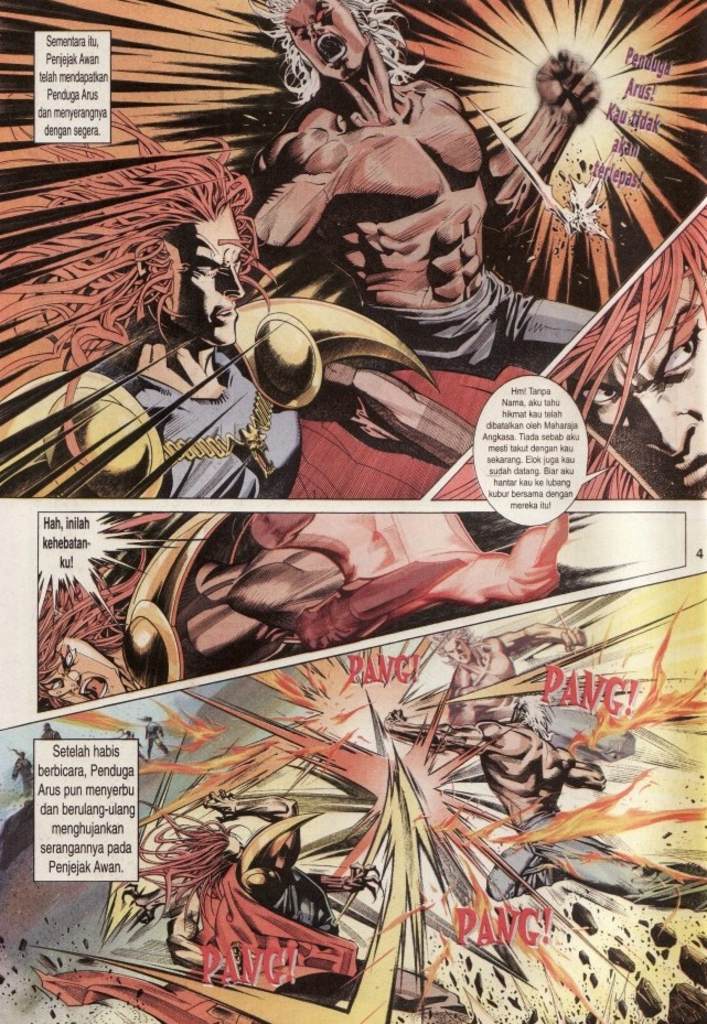 Sementara itu,
Penjejak Awan
telah mendapatkan
Penduga Arus
dan menyerangnya
dengan segera.
Penduga
Arus!
Kau tidak
akan
terlepas!
Hm! Tanpa
Nama, aku tahu
hikmat kau telah
dibatalkan oleh Maharaja
Angkasa. Tiada sebab aku
mesti takut dengan kau
sekarang. Elok juga kau
sudah datang. Biar aku
hantar kau ke lubang
kubur bersama dengan
mereka itu!
Hah, inilah
kehebatan-
ku!
4
PANG!
PANG!
Setelah habis
berbicara, Penduga
Arus pun menyerbu
dan berulang-ulang
menghujankan
serangannya pada
Penjejak Awan.
PANG!
PANG!